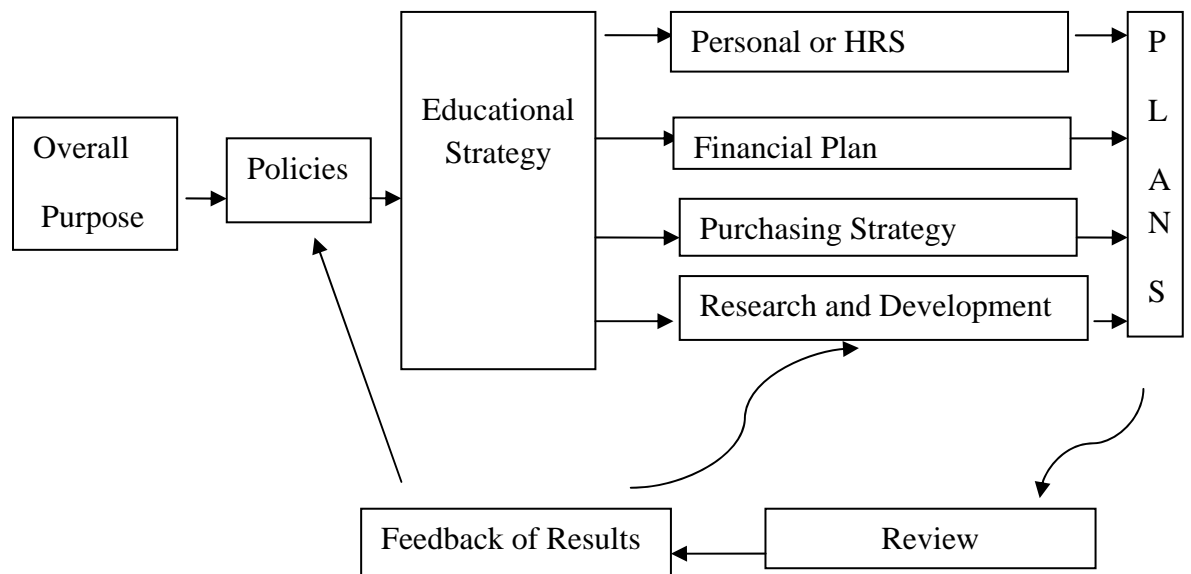 Overall
Purpose
Policies
Educational
Strategy
Personal or HRS
Financial Plan
Purchasing Strategy
Research and Development
P
L
A
N
S
Feedback of Results
Review